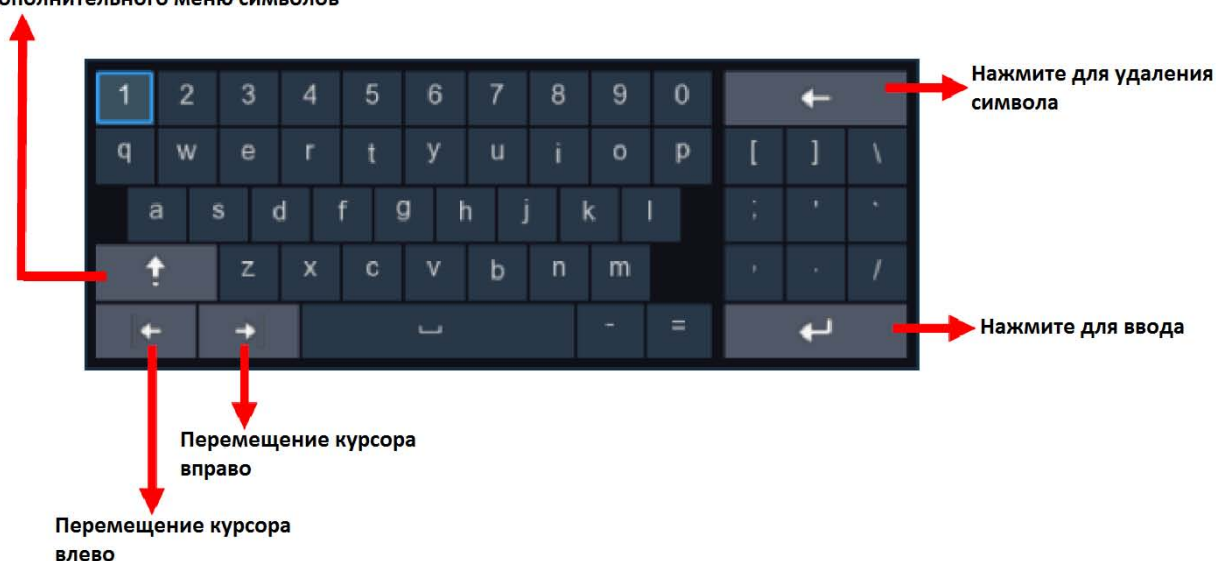 дополнительного меню символов
1 2 3 4 5 6 7 8 9 0
Нажмите для удаления
символа
q w e r t y u i o p [ ] \
a s d f g h j k l ; ' `
z x c v b n m , . /
- =
Нажмите для ввода
Перемещение курсора
вправо
Перемещение курсора
влево